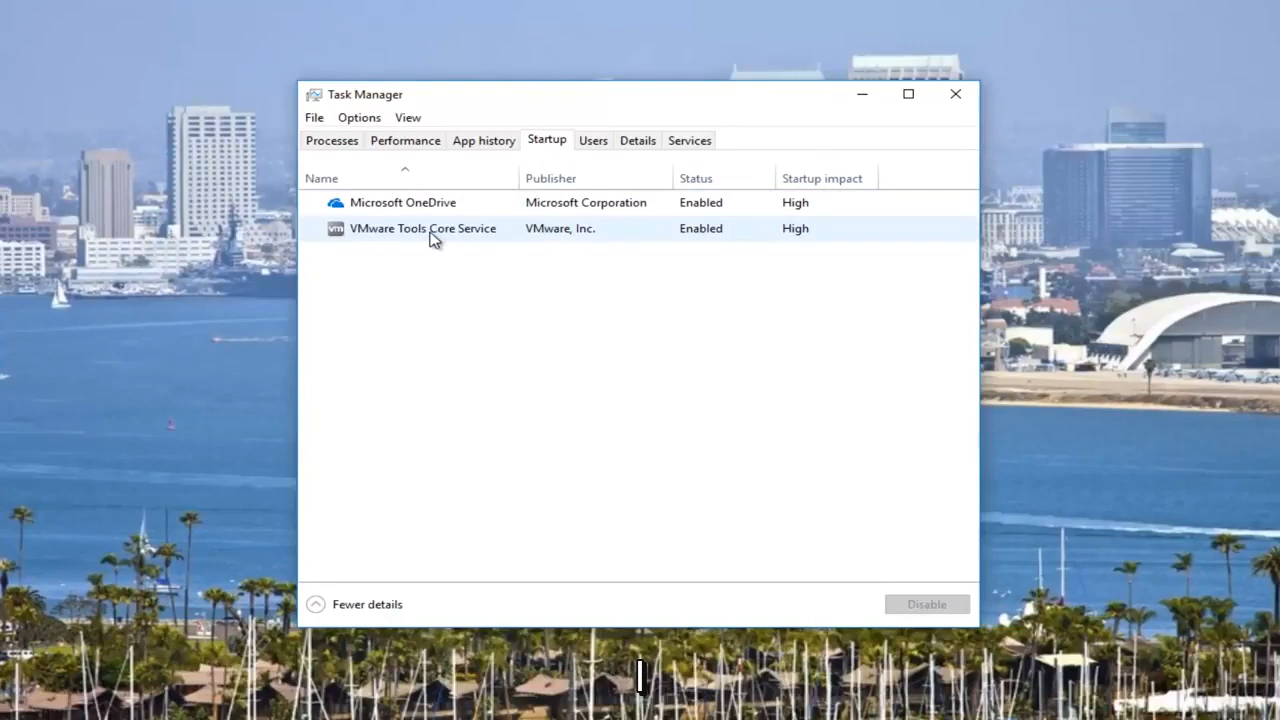 Task Manager
File Options View
Processes Performance App history Startup Users Details Services
Name Publisher Status Startup impact
Microsoft OneDrive Microsoft Corporation Enabled High
vm VMware Tools Core Service VMware, Inc. Enabled High
Fewer details Disable